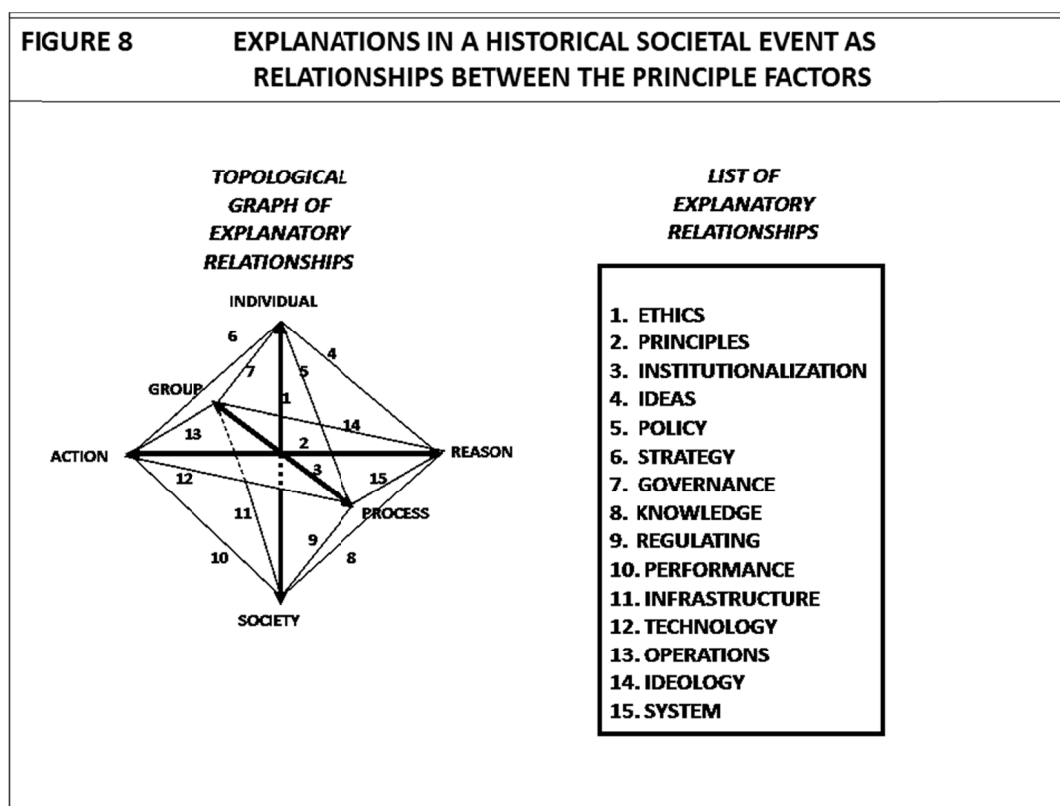 FIGURE 8
EXPLANATIONS IN A HISTORICAL SOCIETAL EVENT AS
RELATIONSHIPS BETWEEN THE PRINCIPLE FACTORS
TOPOLOGICAL
GRAPH OF
EXPLANATORY
RELATIONSHIPS
INDIVIDUAL
6
4
7
5
GROUP
1
14
13
2
ACTION
REASON
12
3
15
PROCESS
11
9
10
8
SOCIETY
LIST OF
EXPLANATORY
RELATIONSHIPS
1. ETHICS
2. PRINCIPLES
3. INSTITUTIONALIZATION
4. IDEAS
5. POLICY
6. STRATEGY
7. GOVERNANCE
8. KNOWLEDGE
9. REGULATING
10. PERFORMANCE
11. INFRASTRUCTURE
12. TECHNOLOGY
13. OPERATIONS
14. IDEOLOGY
15. SYSTEM